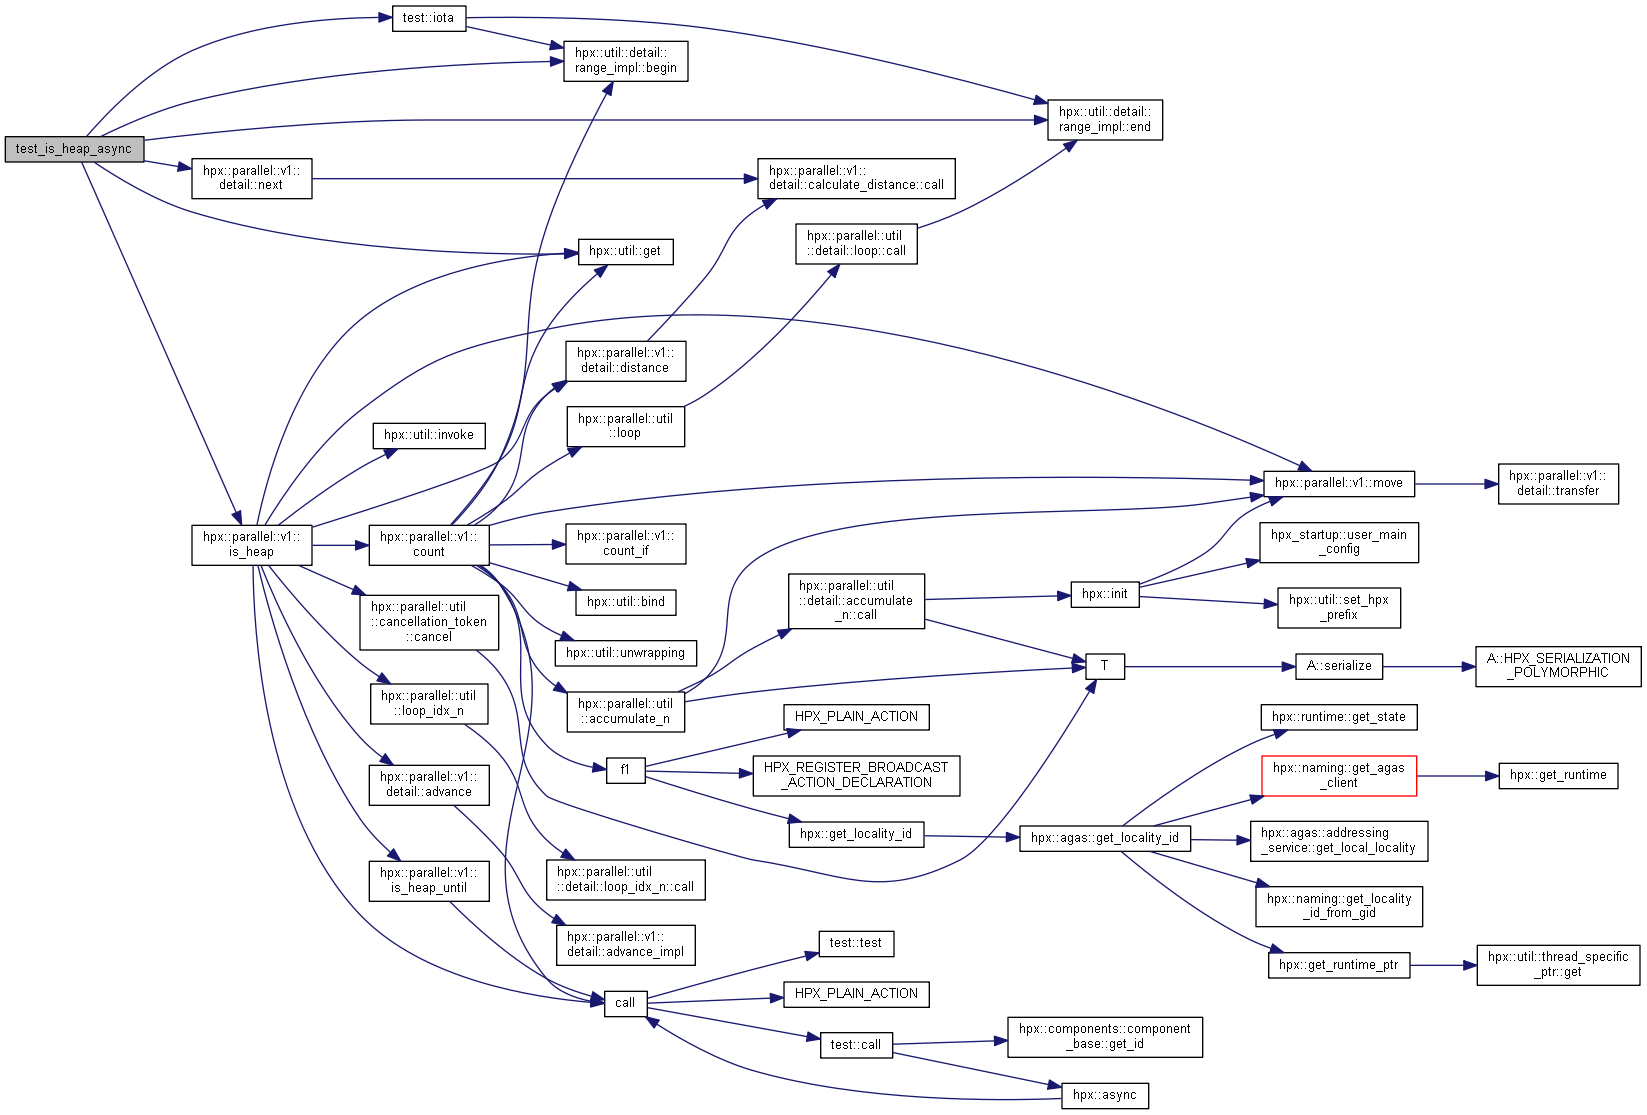 test::iota
hpx::util::detail::
range_impl::begin
hpx::util::detail::
range_impl::end
test_is_heap_async
hpx::parallel::v1::
detail::next
hpx::parallel::v1::
detail::calculate_distance::call
hpx::parallel::util
::detail::loop::call
hpx::util::get
hpx::parallel::v1::
detail::distance
hpx::parallel::util
::loop
hpx::util::invoke
hpx::parallel::v1::move
hpx::parallel::v1::
detail::transfer
hpx::parallel::v1::
is_heap
hpx::parallel::v1::
count
hpx::parallel::v1::
count_if
hpx_startup::user_main
_config
hpx::parallel::util
::cancellation_token
::cancel
hpx::util::bind
hpx::parallel::util
::detail::accumulate
_n::call
hpx::init
hpx::util::set_hpx
_prefix
hpx::util::unwrapping
T
A::serialize
A::HPX_SERIALIZATION
_POLYMORPHIC
hpx::parallel::util
::loop_idx_n
hpx::parallel::util
::accumulate_n
HPX_PLAIN_ACTION
hpx::runtime::get_state
f1
HPX_REGISTER_BROADCAST
_ACTION_DECLARATION
hpx::naming::get_agas
_client
hpx::get_runtime
hpx::parallel::v1::
detail::advance
hpx::get_locality_id
hpx::agas::get_locality_id
hpx::agas::addressing
_service::get_local_locality
hpx::parallel::v1::
is_heap_until
hpx::parallel::util
::detail::loop_idx_n::call
hpx::naming::get_locality
_id_from_gid
hpx::parallel::v1::
detail::advance_impl
test::test
hpx::get_runtime_ptr
hpx::util::thread_specific
_ptr::get
call
HPX_PLAIN_ACTION
test::call
hpx::components::component
_base::get_id
hpx::async